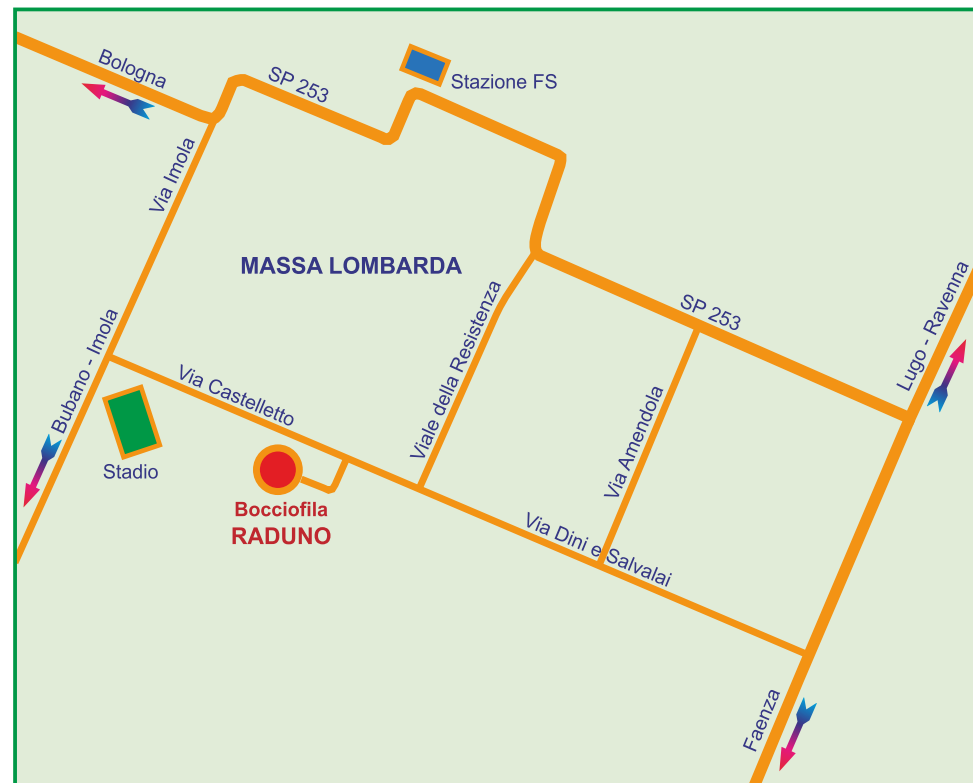 Bologna
SP 253
Stazione FS
Via Imola
MASSA LOMBARDA
Viale della Resistenza
SP 253
Lugo - Ravenna
Bubano - Imola
Via Castelletto
Via Amendola
Stadio
Bocciofila
RADUNO
Via Dini e Salvalai
Faenza